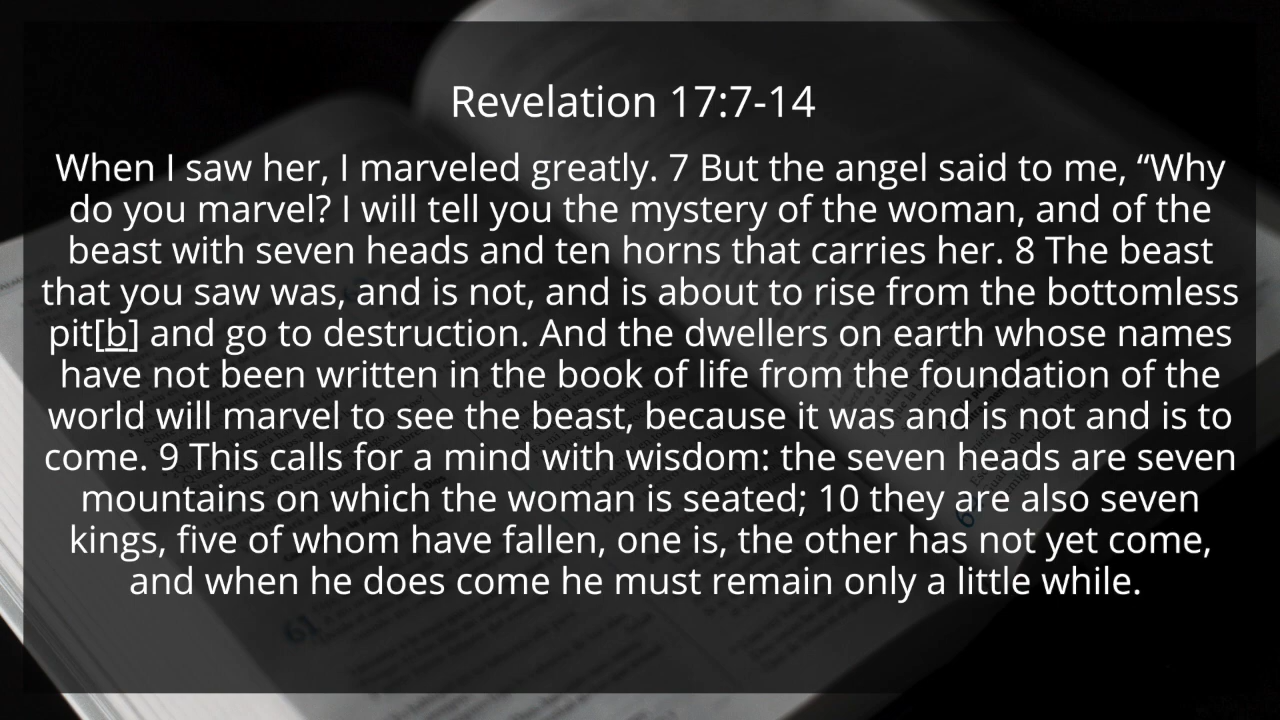 Revelation 17:7-14
When I saw her, I marveled greatly. 7 But the angel said to me, “Why
do you marvel? I will tell you the mystery of the woman, and of the
beast with seven heads and ten horns that carries her. 8 The beast
that you saw was, and is not, and is about to rise from the bottomless
pit[b] and go to destruction. And the dwellers on earth whose names
have not been written in the book of life from the foundation of the
world will marvel to see the beast, because it was and is not and is to
come. 9 This calls for a mind with wisdom: the seven heads are seven
mountains on which the woman is seated; 10 they are also seven
kings, five of whom have fallen, one is, the other has not yet come,
and when he does come he must remain only a little while.